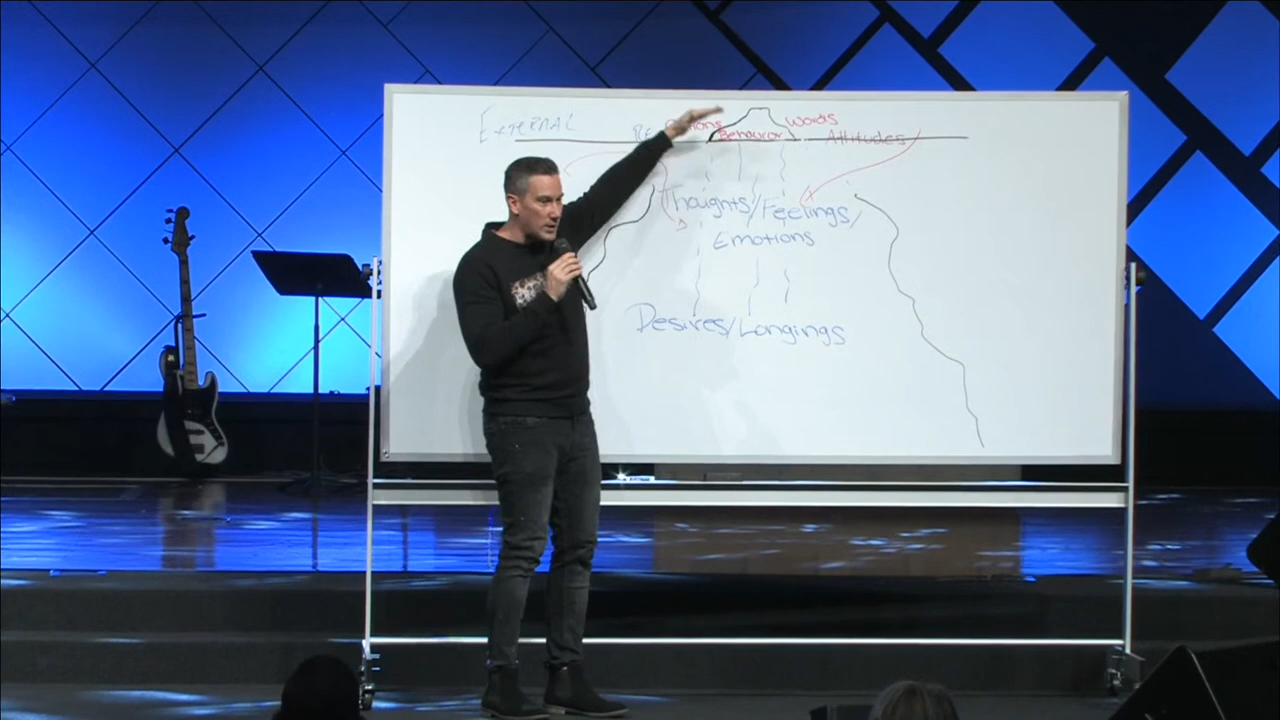 EXTERNAL
words
Behavior Attitudes
Thoughts/Feelings/
Emotions
Desires/Longings